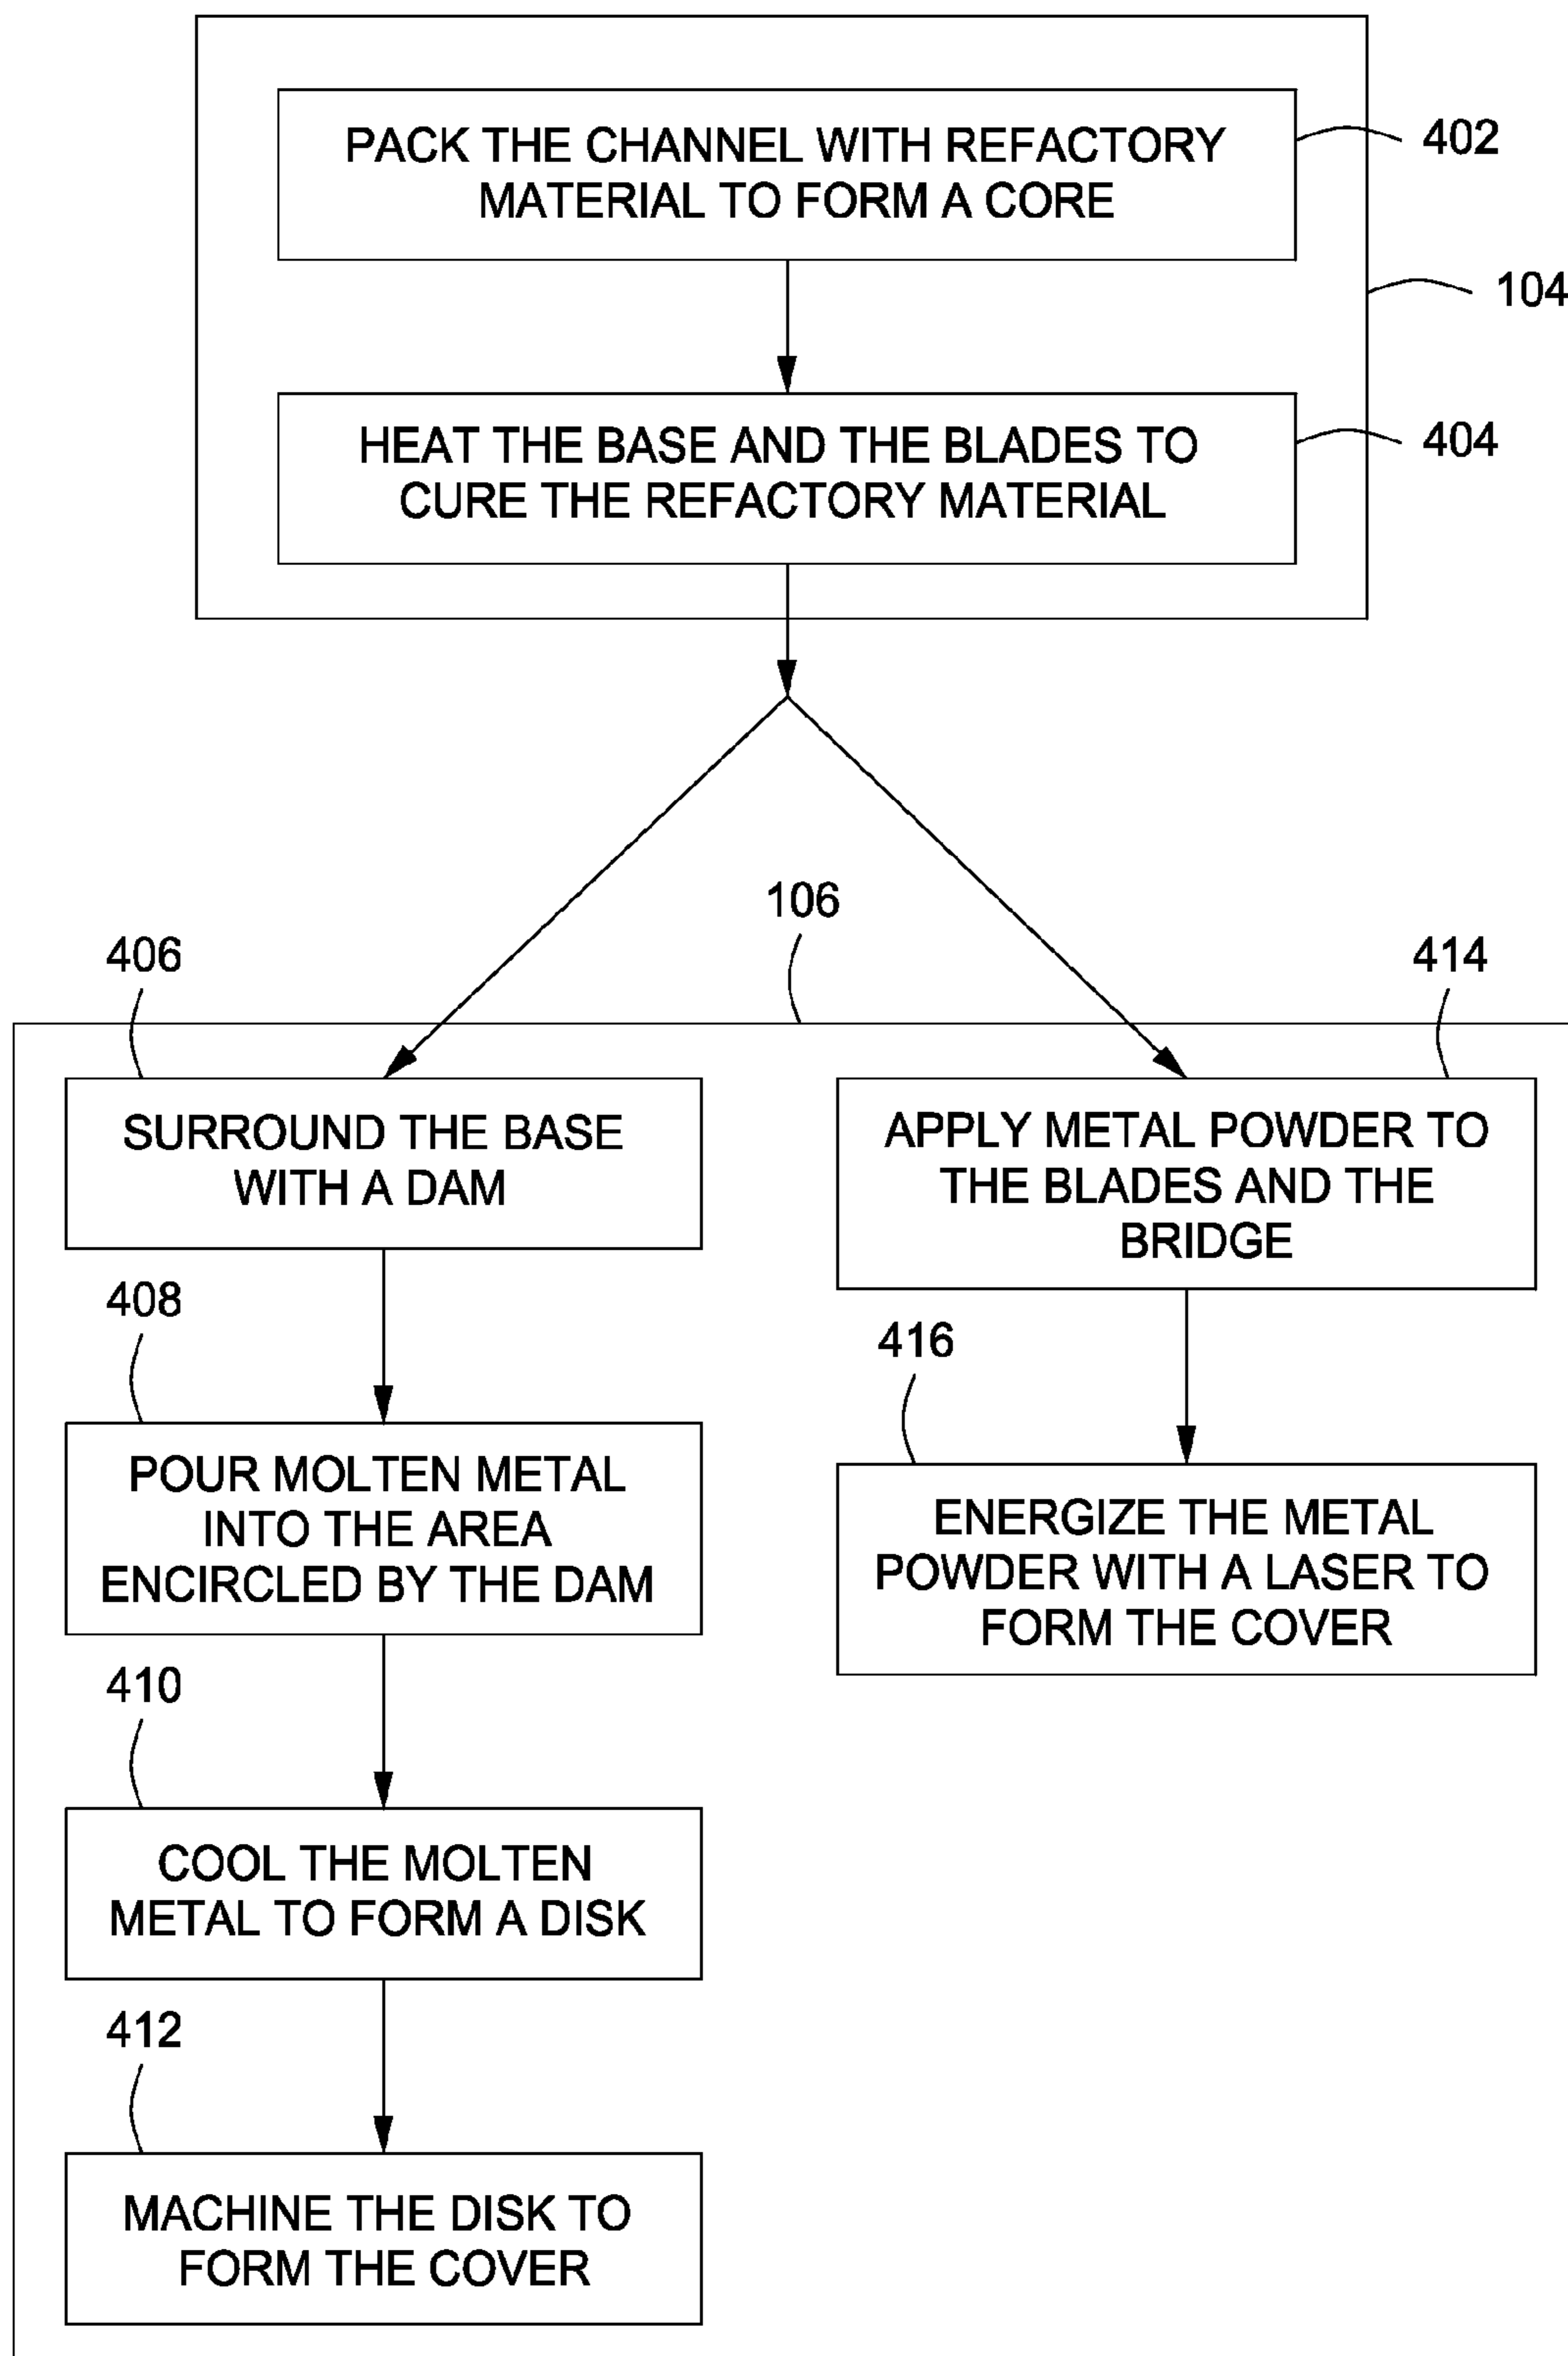 PACK THE CHANNEL WITH REFACTORY
MATERIAL TO FORM A CORE
402
104
HEAT THE BASE AND THE BLADES TO
CURE THE REFACTORY MATERIAL
404
106
406
414
SURROUND THE BASE
WITH A DAM
APPLY METAL POWDER TO
THE BLADES AND THE
BRIDGE
408
416
POUR MOLTEN METAL
INTO THE AREA
ENCIRCLED BY THE DAM
ENERGIZE THE METAL
POWDER WITH A LASER TO
FORM THE COVER
410
COOL THE MOLTEN
METAL TO FORM A DISK
412
MACHINE THE DISK TO
FORM THE COVER